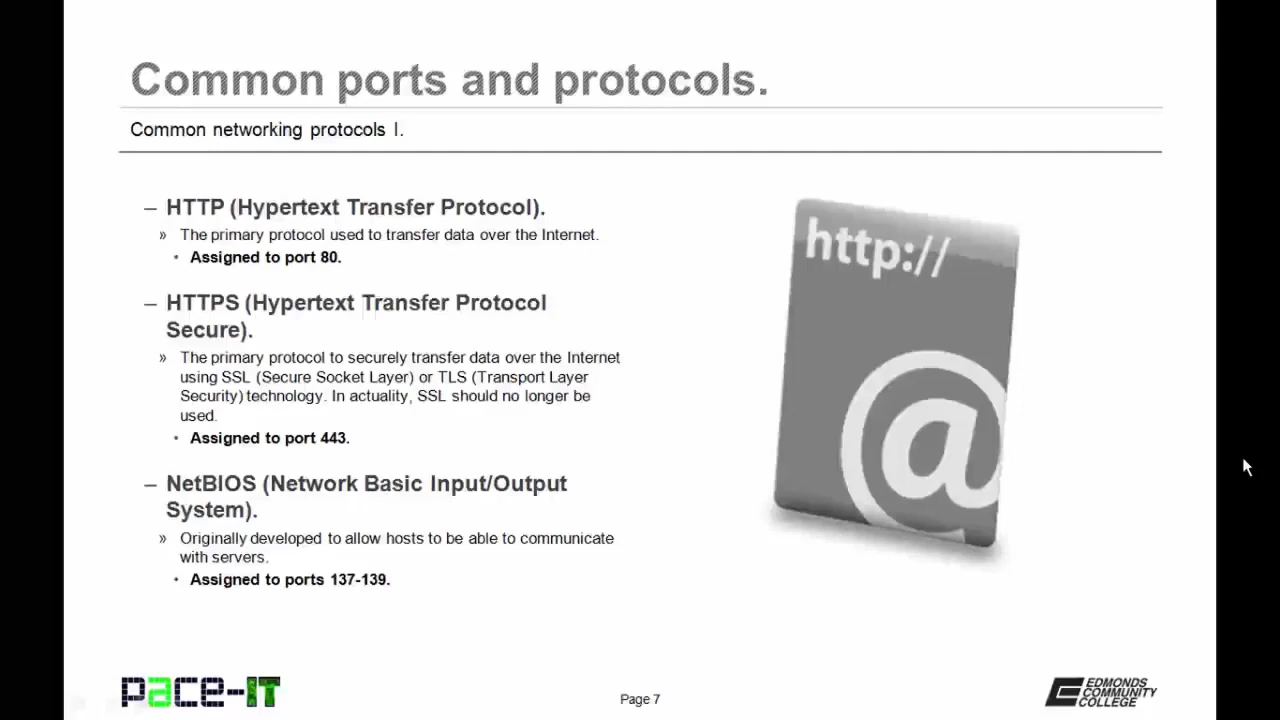 Common ports and protocols.
Common networking protocols I.
– HTTP (Hypertext Transfer Protocol).
» The primary protocol used to transfer data over the Internet.
• Assigned to port 80.
– HTTPS (Hypertext Transfer Protocol
Secure).
» The primary protocol to securely transfer data over the Internet
using SSL (Secure Socket Layer) or TLS (Transport Layer
Security) technology. In actuality, SSL should no longer be
used.
• Assigned to port 443.
– NetBIOS (Network Basic Input/Output
System).
» Originally developed to allow hosts to be able to communicate
with servers.
• Assigned to ports 137-139.
http://
@
pace-IT
Page 7
EDMONDS
COMMUNITY
COLLEGE